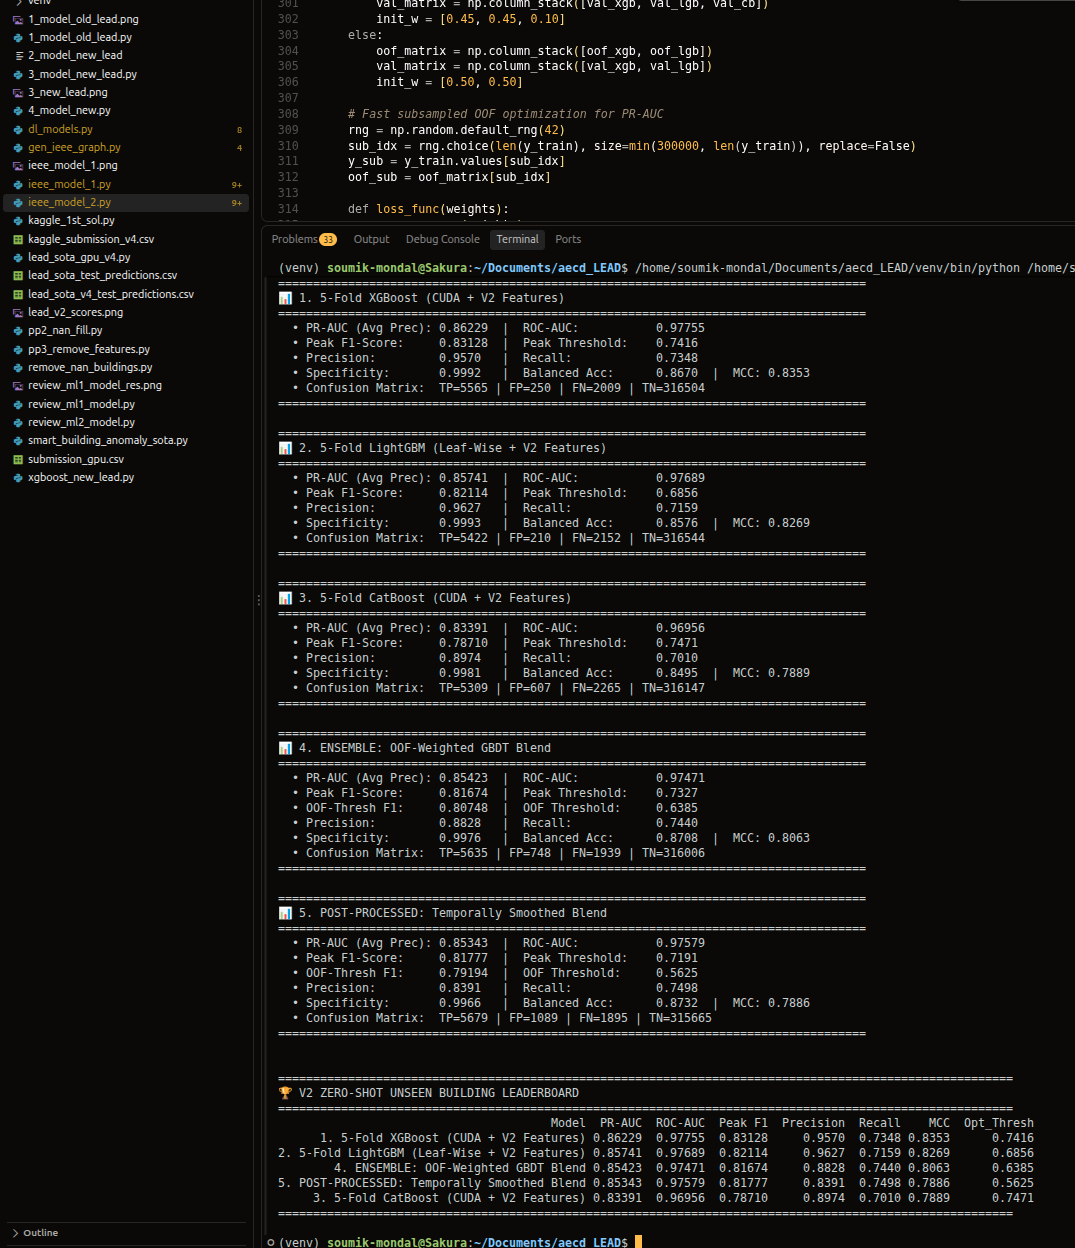 venv
1_model_old_lead.png
1_model_old_lead.py
2_model_new_lead
3_model_new_lead.py
3_new_lead.png
4_model_new.py
dl_models.py 8
gen_ieee_graph.py 4
ieee_model_1.png
ieee_model_1.py 9+
ieee_model_2.py 9+
kaggle_1st_sol.py
kaggle_submission_v4.csv
lead_sota_gpu_v4.py
lead_sota_test_predictions.csv
lead_sota_v4_test_predictions.csv
lead_v2_scores.png
pp2_nan_fill.py
pp3_remove_features.py
remove_nan_buildings.py
review_ml1_model_res.png
review_ml1_model.py
review_ml2_model.py
smart_building_anomaly_sota.py
submission_gpu.csv
xgboost_new_lead.py
Outline
301 val_matrix = np.column_stack([val_xgb, val_lgb, val_cb])
302 init_w = [0.45, 0.45, 0.10]
303 else:
304 oof_matrix = np.column_stack([oof_xgb, oof_lgb])
305 val_matrix = np.column_stack([val_xgb, val_lgb])
306 init_w = [0.50, 0.50]
307
308 # Fast subsampled OOF optimization for PR-AUC
309 rng = np.random.default_rng(42)
310 sub_idx = rng.choice(len(y_train), size=min(300000, len(y_train)), replace=False)
311 y_sub = y_train.values[sub_idx]
312 oof_sub = oof_matrix[sub_idx]
313
314 def loss_func(weights):
Problems 33 Output Debug Console Terminal Ports
(venv) soumik-mondal@Sakura:~/Documents/aecd_LEAD$ /home/soumik-mondal/Documents/aecd_LEAD/venv/bin/python /home/s
====================================================================================
📊 1. 5-Fold XGBoost (CUDA + V2 Features)
====================================================================================
• PR-AUC (Avg Prec): 0.86229 | ROC-AUC: 0.97755
• Peak F1-Score: 0.83128 | Peak Threshold: 0.7416
• Precision: 0.9570 | Recall: 0.7348
• Specificity: 0.9992 | Balanced Acc: 0.8670 | MCC: 0.8353
• Confusion Matrix: TP=5565 | FP=250 | FN=2009 | TN=316504
====================================================================================
====================================================================================
📊 2. 5-Fold LightGBM (Leaf-Wise + V2 Features)
====================================================================================
• PR-AUC (Avg Prec): 0.85741 | ROC-AUC: 0.97689
• Peak F1-Score: 0.82114 | Peak Threshold: 0.6856
• Precision: 0.9627 | Recall: 0.7159
• Specificity: 0.9993 | Balanced Acc: 0.8576 | MCC: 0.8269
• Confusion Matrix: TP=5422 | FP=210 | FN=2152 | TN=316544
====================================================================================
====================================================================================
📊 3. 5-Fold CatBoost (CUDA + V2 Features)
====================================================================================
• PR-AUC (Avg Prec): 0.83391 | ROC-AUC: 0.96956
• Peak F1-Score: 0.78710 | Peak Threshold: 0.7471
• Precision: 0.8974 | Recall: 0.7010
• Specificity: 0.9981 | Balanced Acc: 0.8495 | MCC: 0.7889
• Confusion Matrix: TP=5309 | FP=607 | FN=2265 | TN=316147
====================================================================================
====================================================================================
📊 4. ENSEMBLE: OOF-Weighted GBDT Blend
====================================================================================
• PR-AUC (Avg Prec): 0.85423 | ROC-AUC: 0.97471
• Peak F1-Score: 0.81674 | Peak Threshold: 0.7327
• OOF-Thresh F1: 0.80748 | OOF Threshold: 0.6385
• Precision: 0.8828 | Recall: 0.7440
• Specificity: 0.9976 | Balanced Acc: 0.8708 | MCC: 0.8063
• Confusion Matrix: TP=5635 | FP=748 | FN=1939 | TN=316006
====================================================================================
====================================================================================
📊 5. POST-PROCESSED: Temporally Smoothed Blend
====================================================================================
• PR-AUC (Avg Prec): 0.85343 | ROC-AUC: 0.97579
• Peak F1-Score: 0.81777 | Peak Threshold: 0.7191
• OOF-Thresh F1: 0.79194 | OOF Threshold: 0.5625
• Precision: 0.8391 | Recall: 0.7498
• Specificity: 0.9966 | Balanced Acc: 0.8732 | MCC: 0.7886
• Confusion Matrix: TP=5679 | FP=1089 | FN=1895 | TN=315665
====================================================================================
=========================================================================================================
🏆 V2 ZERO-SHOT UNSEEN BUILDING LEADERBOARD
=========================================================================================================
Model PR-AUC ROC-AUC Peak F1 Precision Recall MCC Opt_Thresh
1. 5-Fold XGBoost (CUDA + V2 Features) 0.86229 0.97755 0.83128 0.9570 0.7348 0.8353 0.7416
2. 5-Fold LightGBM (Leaf-Wise + V2 Features) 0.85741 0.97689 0.82114 0.9627 0.7159 0.8269 0.6856
4. ENSEMBLE: OOF-Weighted GBDT Blend 0.85423 0.97471 0.81674 0.8828 0.7440 0.8063 0.6385
5. POST-PROCESSED: Temporally Smoothed Blend 0.85343 0.97579 0.81777 0.8391 0.7498 0.7886 0.5625
3. 5-Fold CatBoost (CUDA + V2 Features) 0.83391 0.96956 0.78710 0.8974 0.7010 0.7889 0.7471
=========================================================================================================
(venv) soumik-mondal@Sakura:~/Documents/aecd_LEAD$